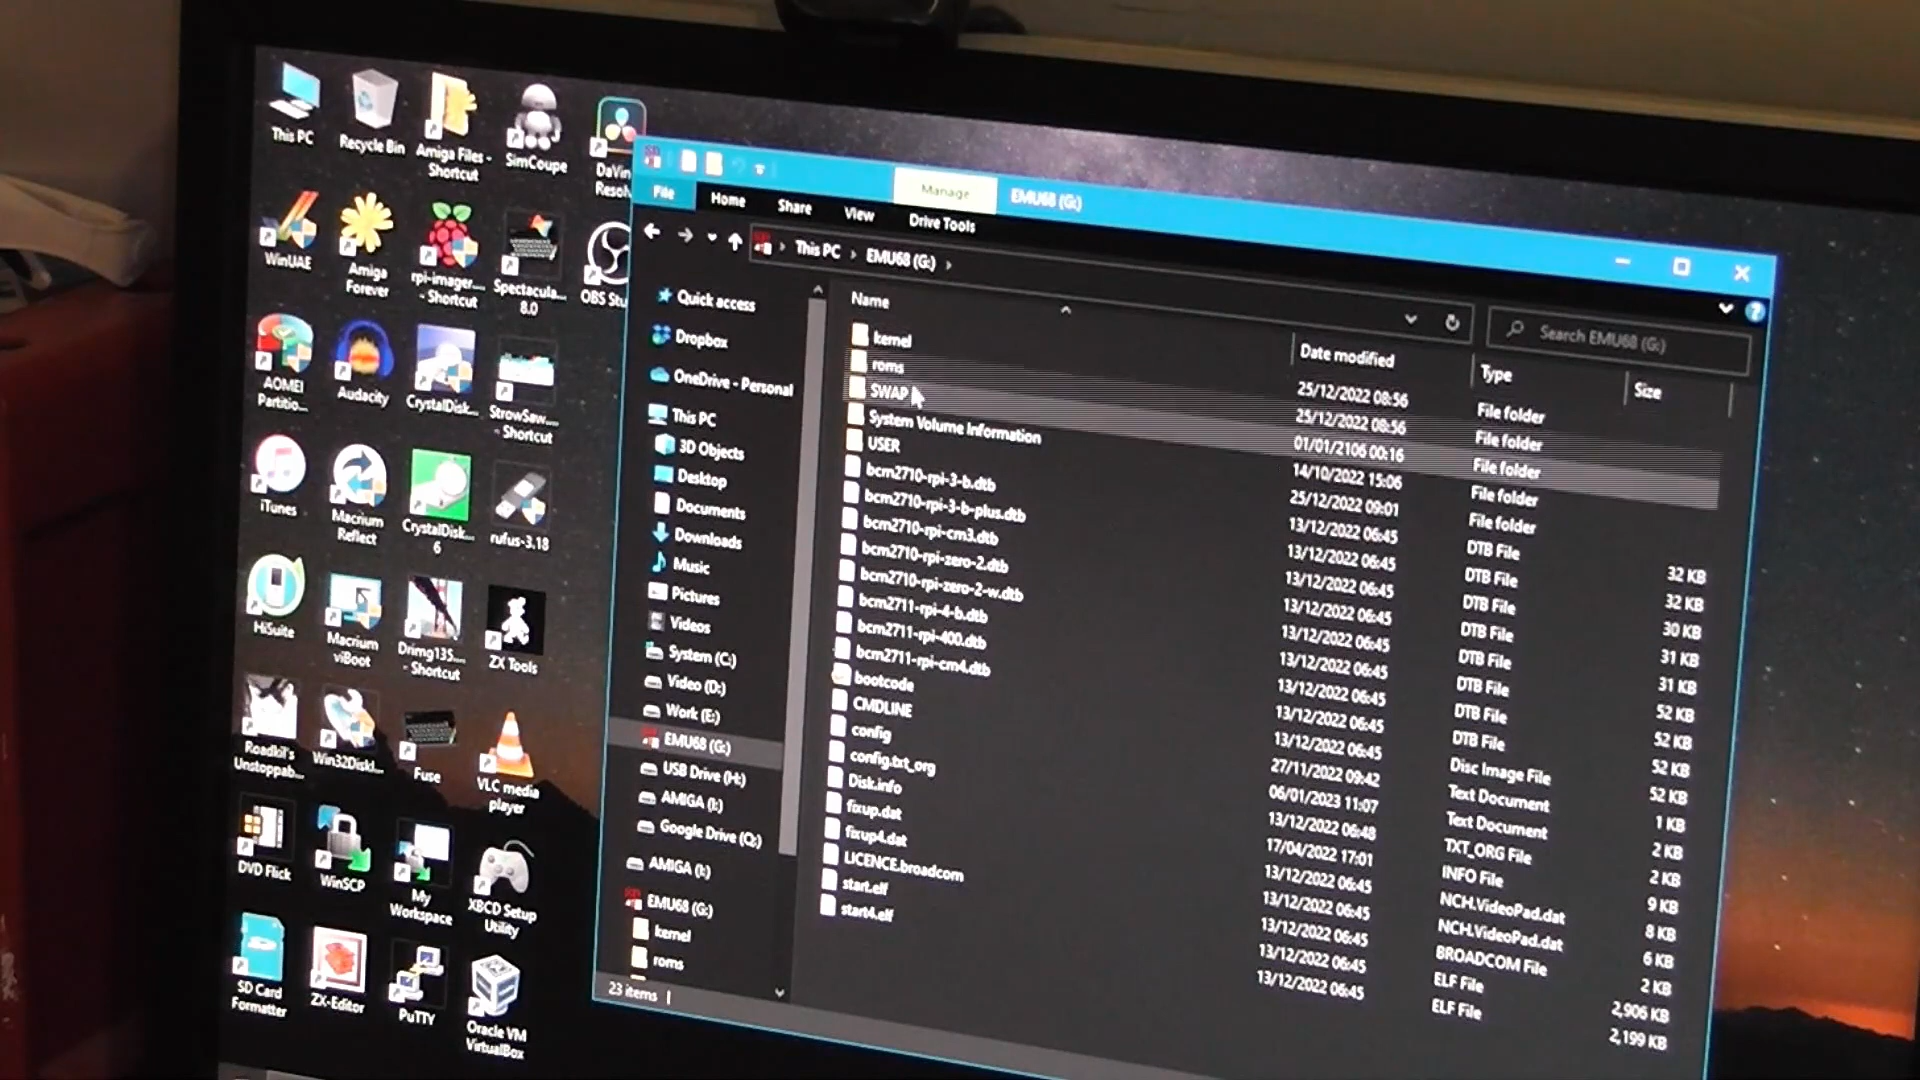 This PC
Recycle Bin
Amiga Files - Shortcut
SimCoupe
DaVin
Resolv
WinUAE
Amiga Forever
rpi-imager.... - Shortcut
Spectacula... 8.0
OBS Stu
AOMEI Partitio...
Audacity
CrystalDisk...
StrowSaw.... - Shortcut
iTunes
Macrium Reflect
CrystalDisk... 6
rufus-3.18
HiSuite
Macrium viBoot
Drimg135.... - Shortcut
ZX Tools
Roadkil's Unstoppab...
Win32DiskI...
Fuse
VLC media player
DVD Flick
WinSCP
My Workspace
XBCD Setup Utility
SD Card Formatter
ZX-Editor
PuTTY
Oracle VM VirtualBox
Manage
EMU68 (G:)
File
Home
Share
View
Drive Tools
This PC > EMU68 (G:) >
Search EMU68 (G:)
Quick access
Dropbox
OneDrive - Personal
This PC
3D Objects
Desktop
Documents
Downloads
Music
Pictures
Videos
System (C:)
Video (D:)
Work (E:)
EMU68 (G:)
USB Drive (H:)
AMIGA (I:)
Google Drive (Q:)
AMIGA (I:)
EMU68 (G:)
kernel
roms
23 items
Name Date modified Type Size
kernel 25/12/2022 08:56 File folder
roms 25/12/2022 08:56 File folder
SWAP 01/01/2106 00:16 File folder
System Volume Information 14/10/2022 15:06 File folder
USER 25/12/2022 09:01 File folder
bcm2710-rpi-3-b.dtb 13/12/2022 06:45 DTB File 32 KB
bcm2710-rpi-3-b-plus.dtb 13/12/2022 06:45 DTB File 32 KB
bcm2710-rpi-cm3.dtb 13/12/2022 06:45 DTB File 30 KB
bcm2710-rpi-zero-2.dtb 13/12/2022 06:45 DTB File 31 KB
bcm2710-rpi-zero-2-w.dtb 13/12/2022 06:45 DTB File 31 KB
bcm2711-rpi-4-b.dtb 13/12/2022 06:45 DTB File 52 KB
bcm2711-rpi-400.dtb 13/12/2022 06:45 DTB File 52 KB
bcm2711-rpi-cm4.dtb 13/12/2022 06:45 DTB File 52 KB
bootcode 13/12/2022 06:45 Disc Image File 52 KB
CMDLINE 27/11/2022 09:42 Text Document 1 KB
config 06/01/2023 11:07 Text Document 2 KB
config.txt_org 13/12/2022 06:48 TXT_ORG File 2 KB
Disk.info 17/04/2022 17:01 INFO File 9 KB
fixup.dat 13/12/2022 06:45 NCH.VideoPad.dat 8 KB
fixup4.dat 13/12/2022 06:45 NCH.VideoPad.dat 6 KB
LICENCE.broadcom 13/12/2022 06:45 BROADCOM File 2 KB
start.elf 13/12/2022 06:45 ELF File 2,906 KB
start4.elf 13/12/2022 06:45 ELF File 2,199 KB